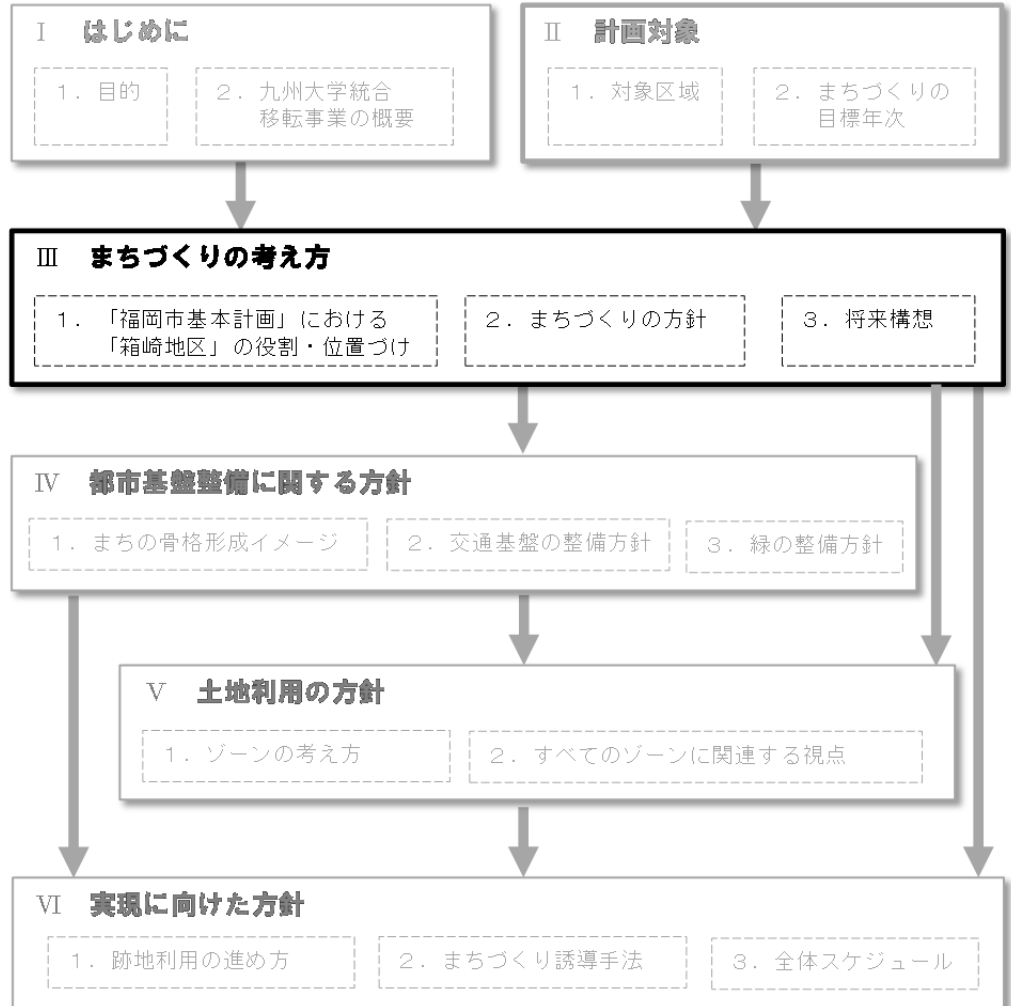 Ⅰ はじめに
1．目的
2．九州大学統合
移転事業の概要
Ⅱ 計画対象
1．対象区域
2．まちづくりの
目標年次
Ⅲ まちづくりの考え方
1．「福岡市基本計画」における
「箱崎地区」の役割・位置づけ
2．まちづくりの方針
3．将来構想
Ⅳ 都市基盤整備に関する方針
1．まちの骨格形成イメージ
2．交通基盤の整備方針
3．緑の整備方針
Ⅴ 土地利用の方針
1．ゾーンの考え方
2．すべてのゾーンに関連する視点
Ⅵ 実現に向けた方針
1．跡地利用の進め方
2．まちづくり誘導手法
3．全体スケジュール